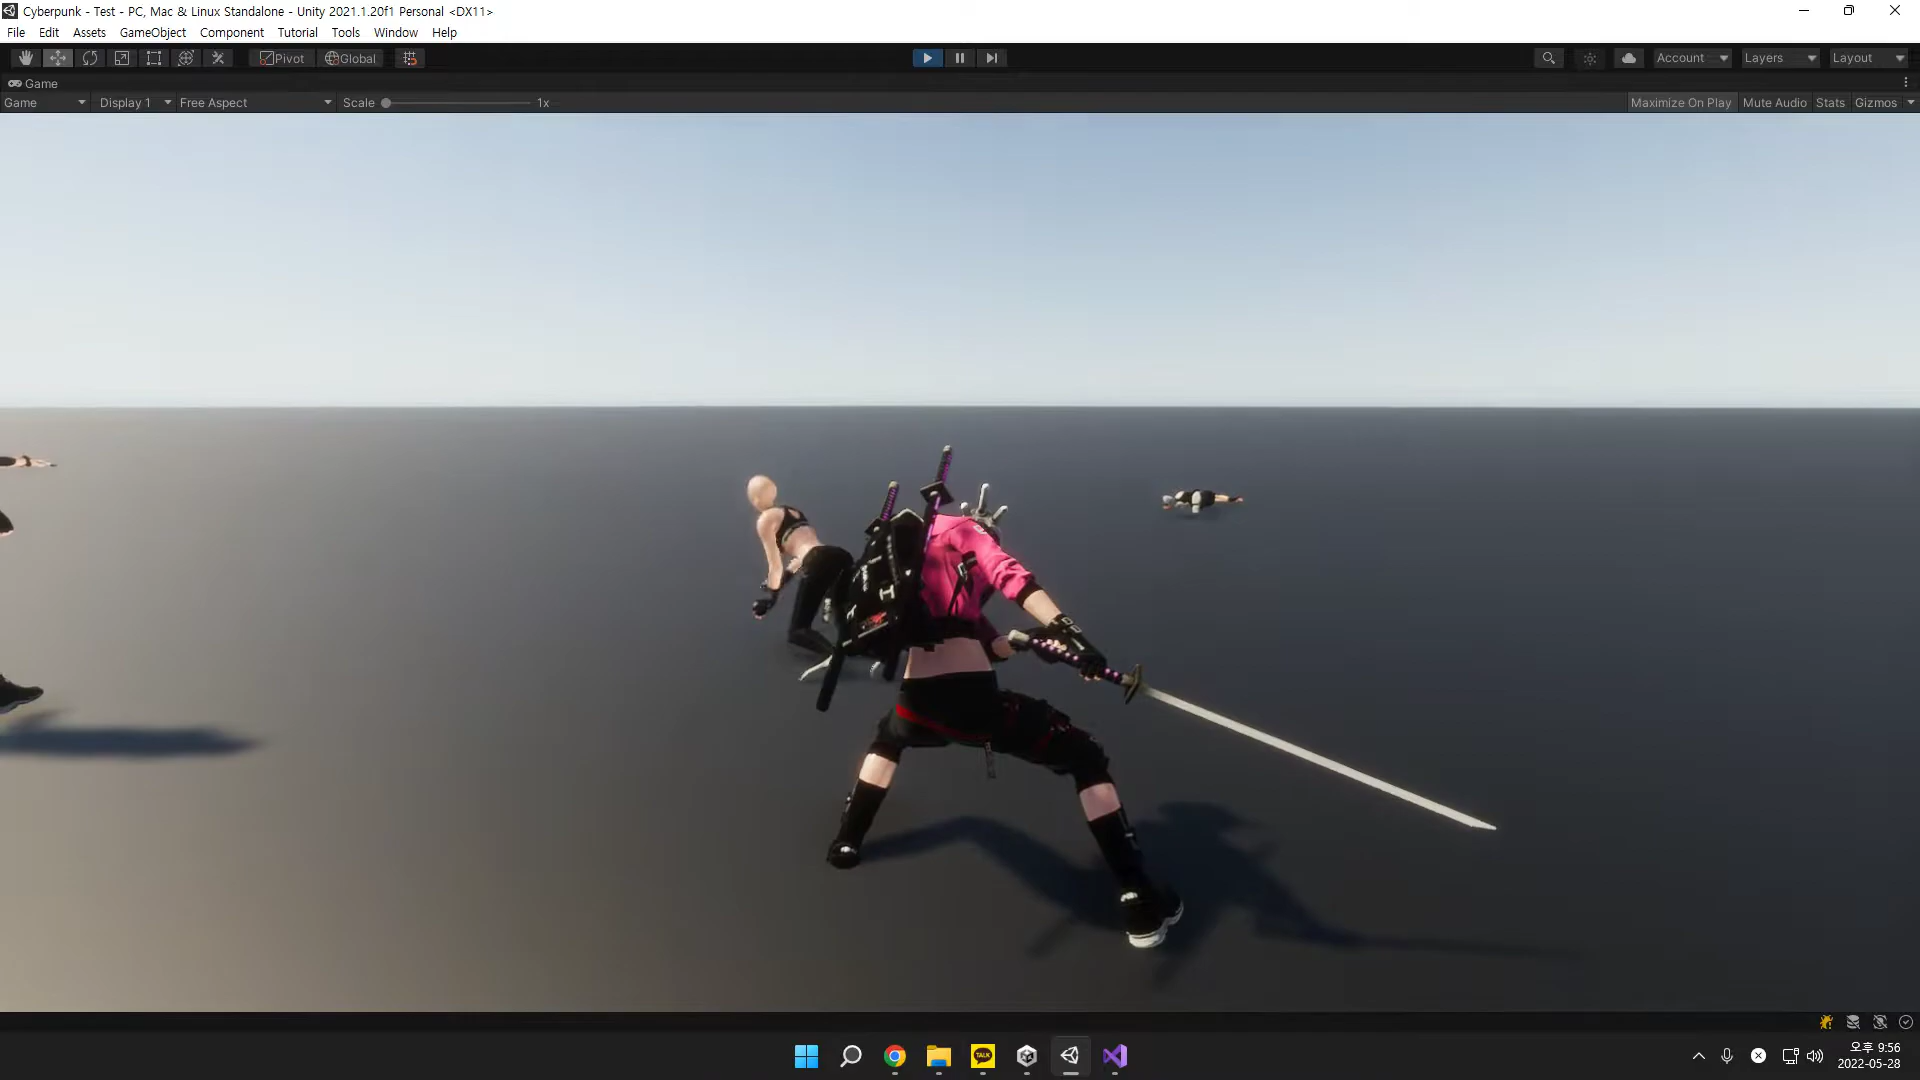 Cyberpunk - Test - PC, Mac & Linux Standalone - Unity 2021.1.20f1 Personal <DX11>
File Edit Assets GameObject Component Tutorial Tools Window Help
Pivot Global Account Layers Layout
Game
Game Display 1 Free Aspect Scale 1x Maximize On Play Mute Audio Stats Gizmos
TALK
오후 9:56
2022-05-28